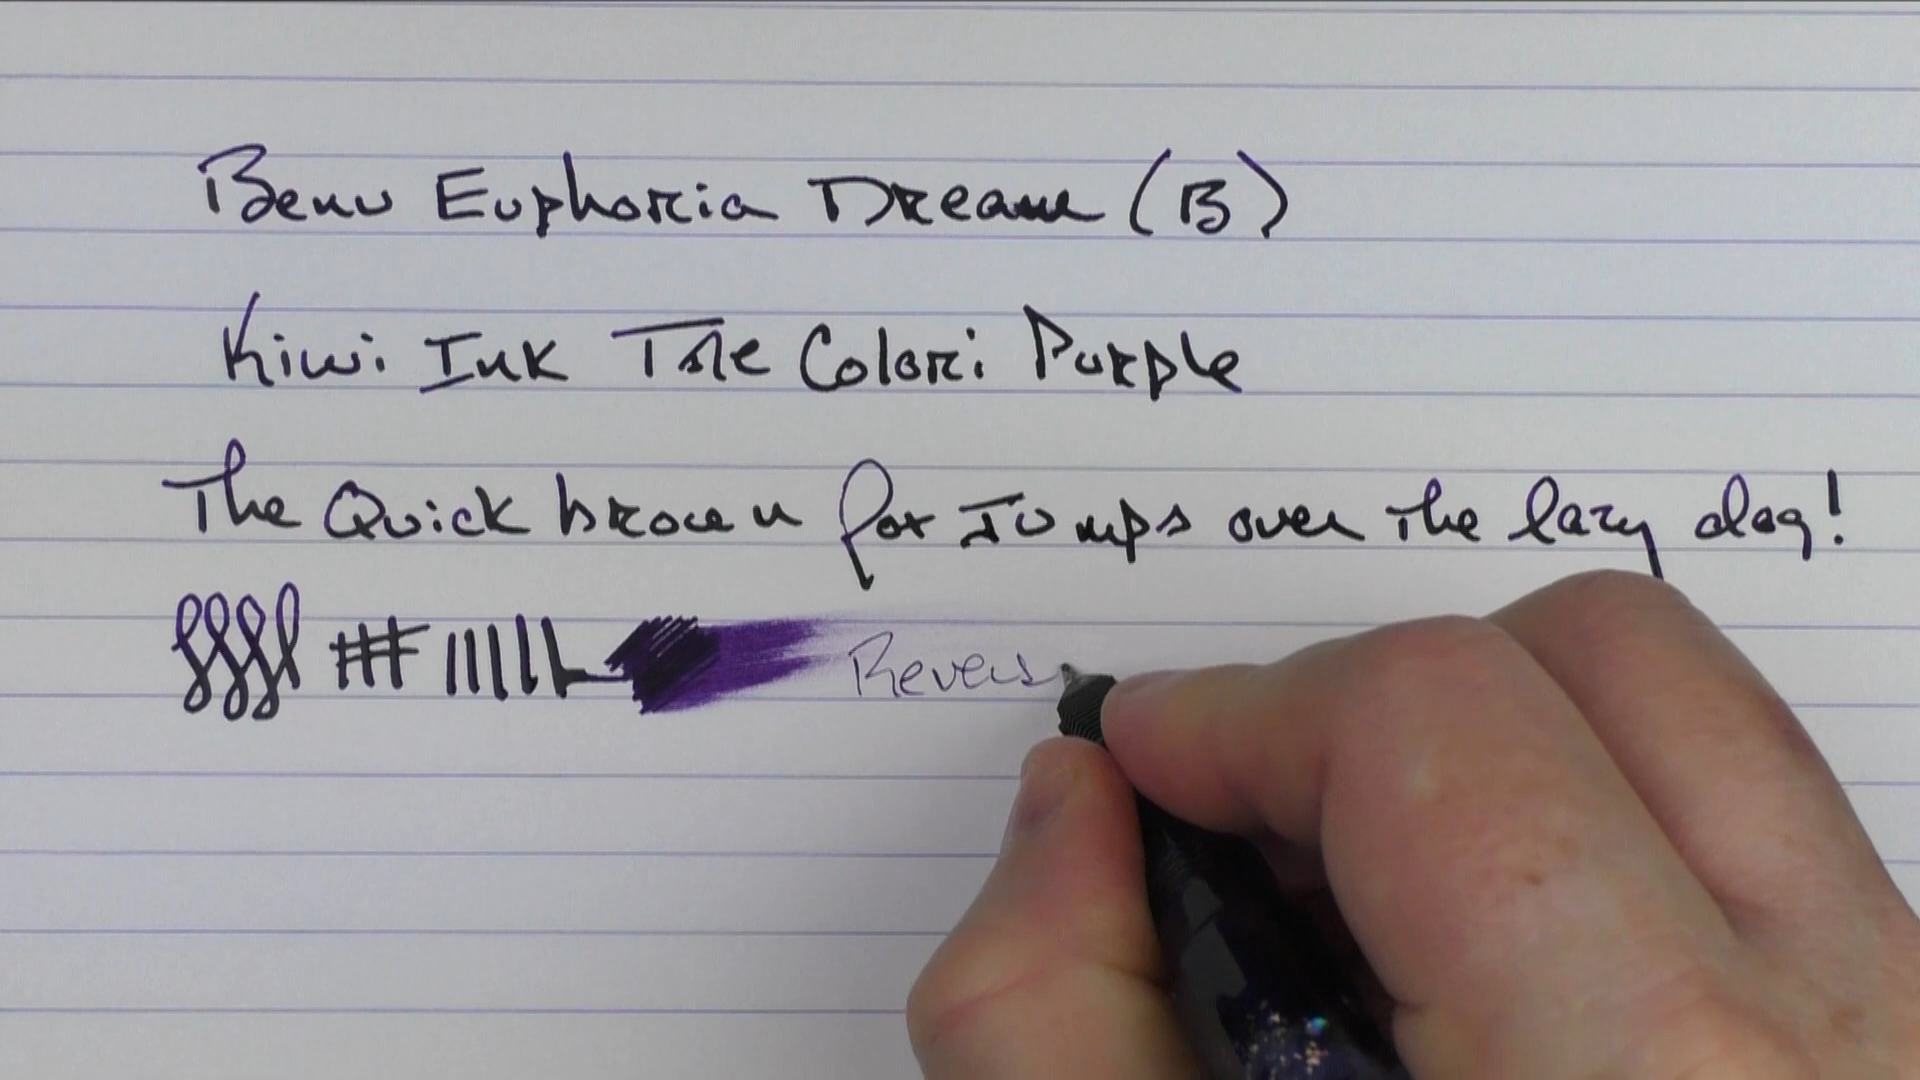 Benu Euphoria Dream (B)
Kiwi Ink The Color: Purple
The Quick brown fox Jumps over the lazy dog!
Revers